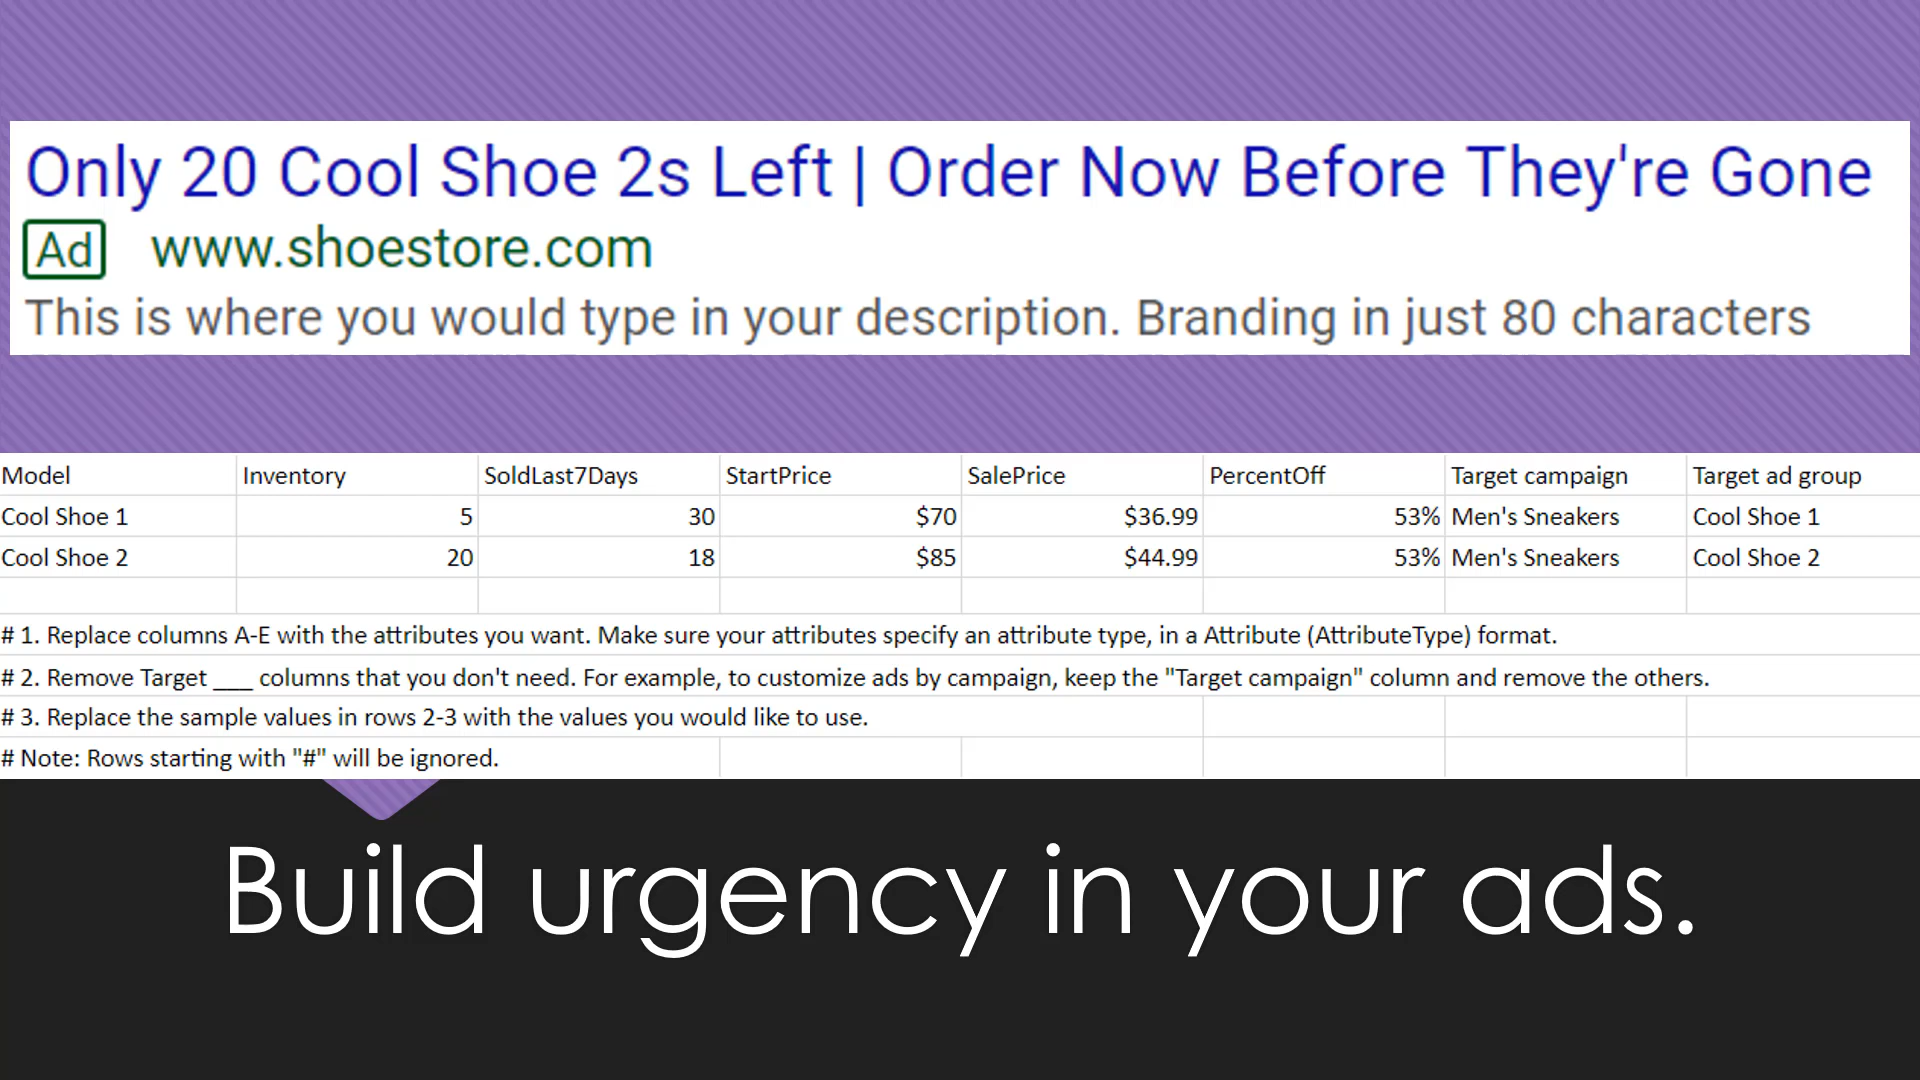 Only 20 Cool Shoe 2s Left | Order Now Before They're Gone
Ad www.shoestore.com
This is where you would type in your description. Branding in just 80 characters
Model Inventory SoldLast7Days StartPrice SalePrice PercentOff Target campaign Target ad group
Cool Shoe 1 5 30 $70 $36.99 53% Men's Sneakers Cool Shoe 1
Cool Shoe 2 20 18 $85 $44.99 53% Men's Sneakers Cool Shoe 2
# 1. Replace columns A-E with the attributes you want. Make sure your attributes specify an attribute type, in a Attribute (AttributeType) format.
# 2. Remove Target ___ columns that you don't need. For example, to customize ads by campaign, keep the "Target campaign" column and remove the others.
# 3. Replace the sample values in rows 2-3 with the values you would like to use.
# Note: Rows starting with "#" will be ignored.
Build urgency in your ads.